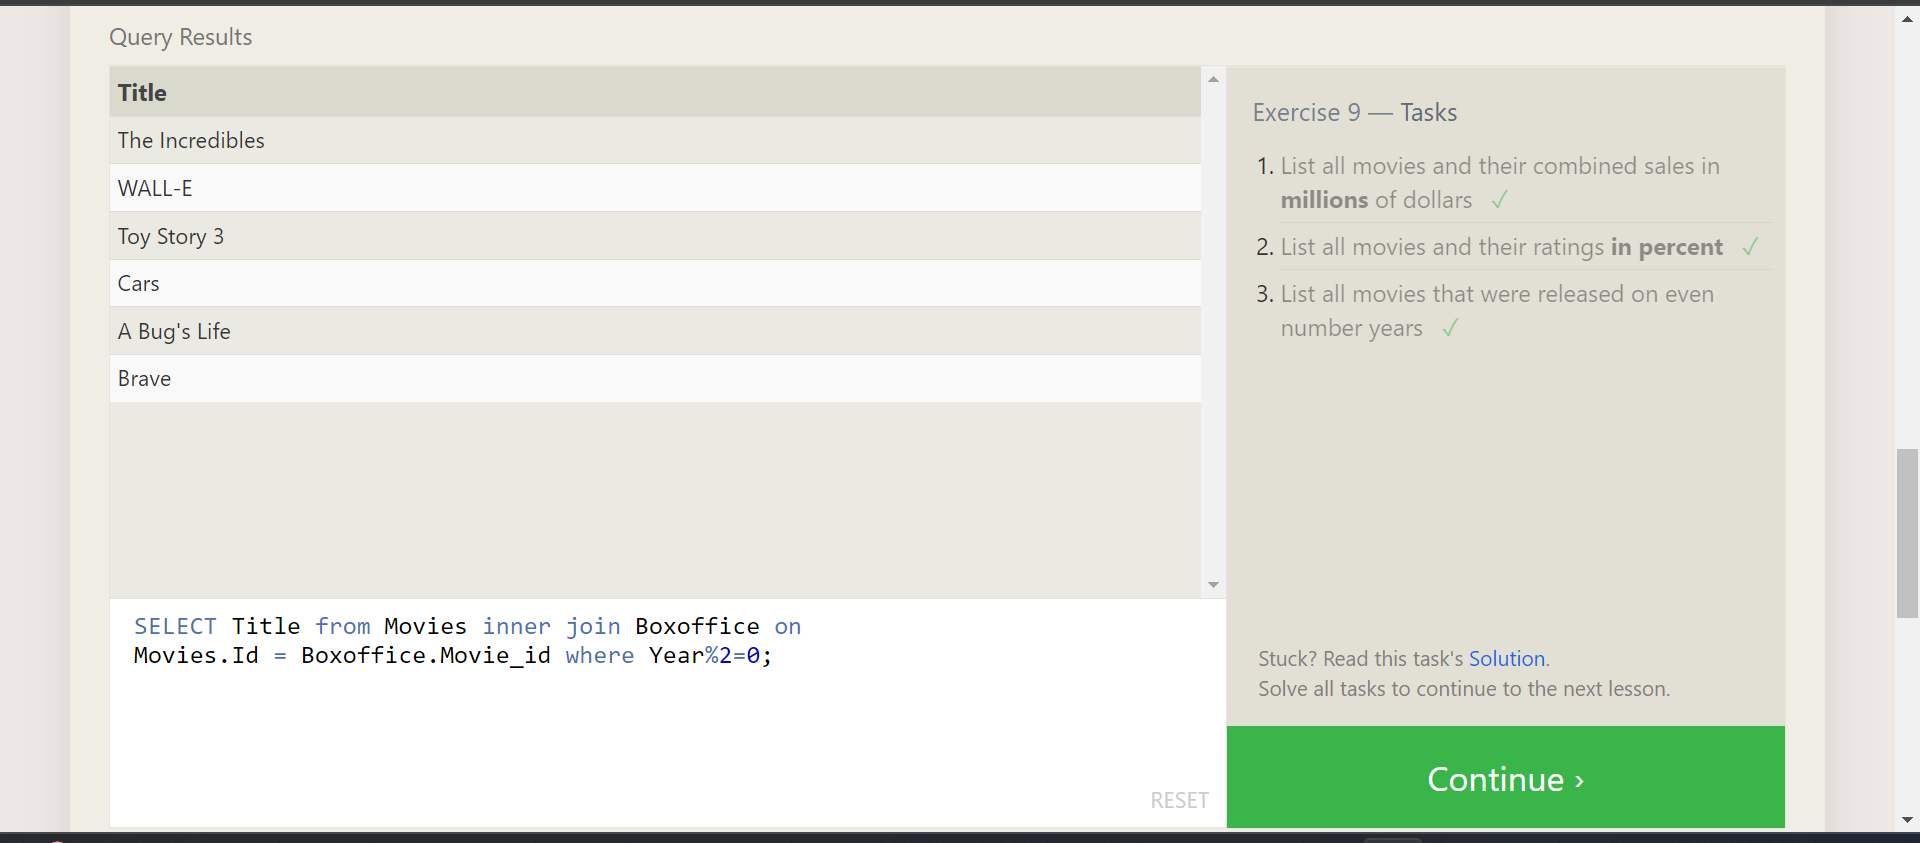 Query Results
Title
The Incredibles
WALL-E
Toy Story 3
Cars
A Bug's Life
Brave
SELECT Title from Movies inner join Boxoffice on
Movies.Id = Boxoffice.Movie_id where Year%2=0;
RESET
Exercise 9 — Tasks
1. List all movies and their combined sales in
millions of dollars ✓
2. List all movies and their ratings in percent ✓
3. List all movies that were released on even
number years ✓
Stuck? Read this task's Solution.
Solve all tasks to continue to the next lesson.
Continue ›